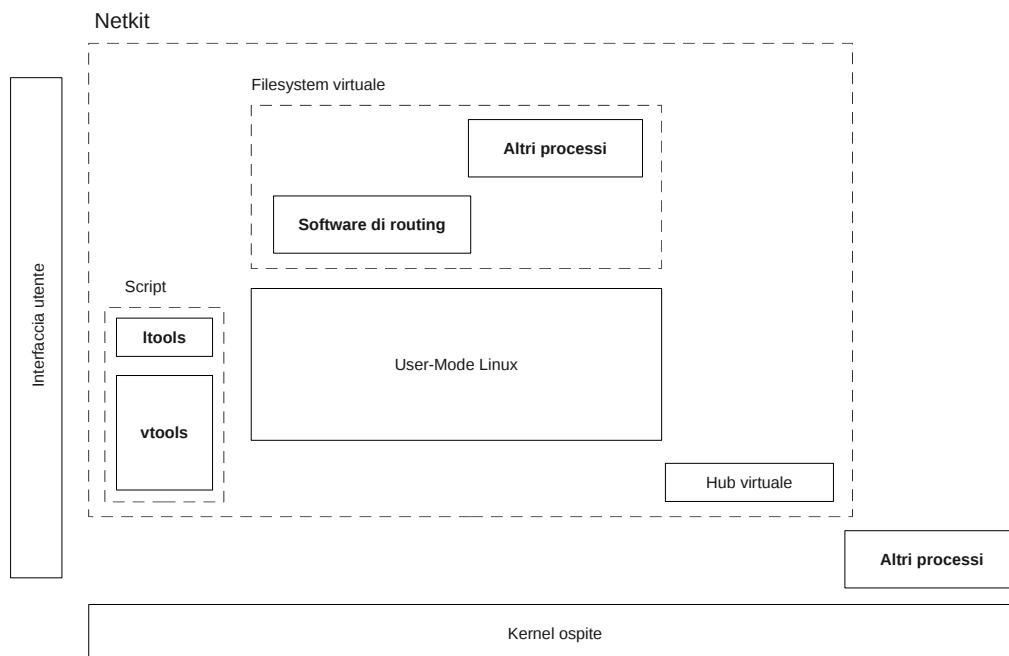 Netkit
Filesystem virtuale
Altri processi
Software di routing
Interfaccia utente
Script
ltools
User-Mode Linux
vtools
Hub virtuale
Altri processi
Kernel ospite